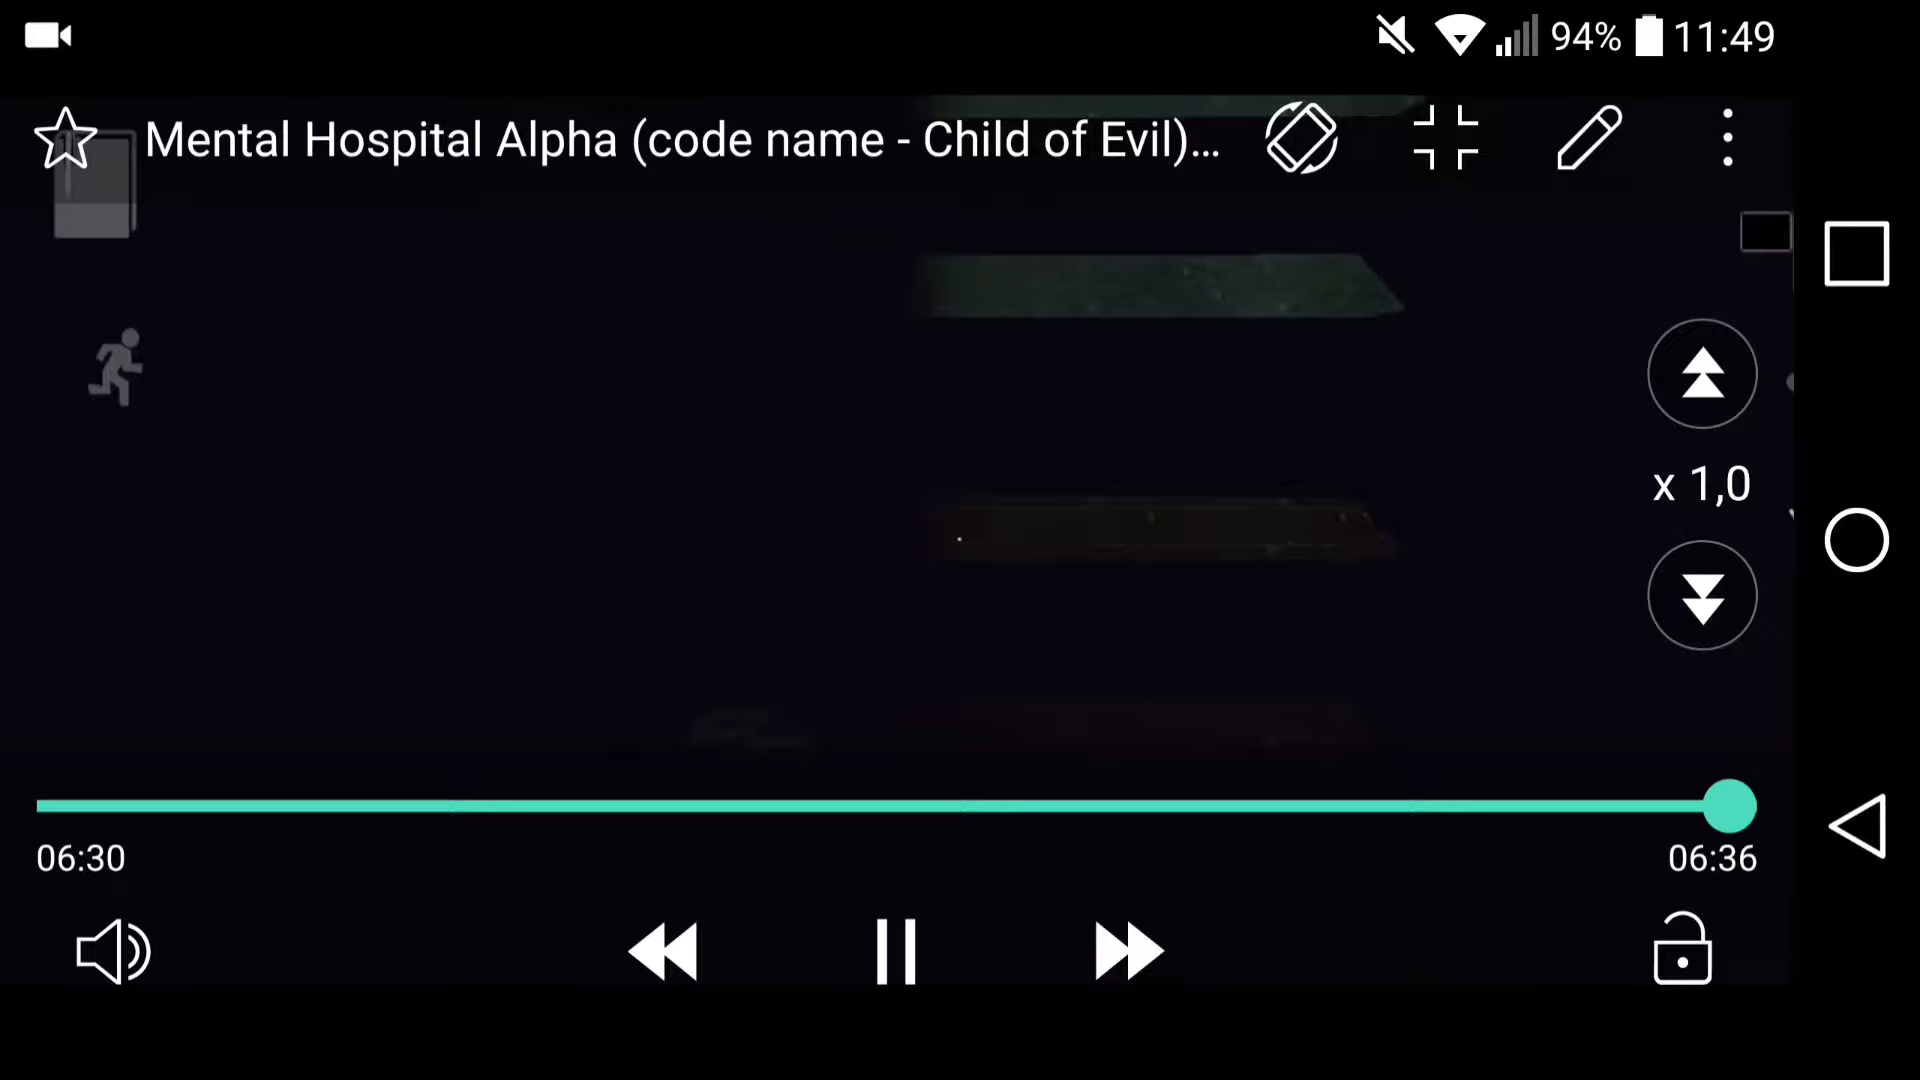 94% 11:49
Mental Hospital Alpha (code name - Child of Evil)...
x 1,0
06:30
06:36